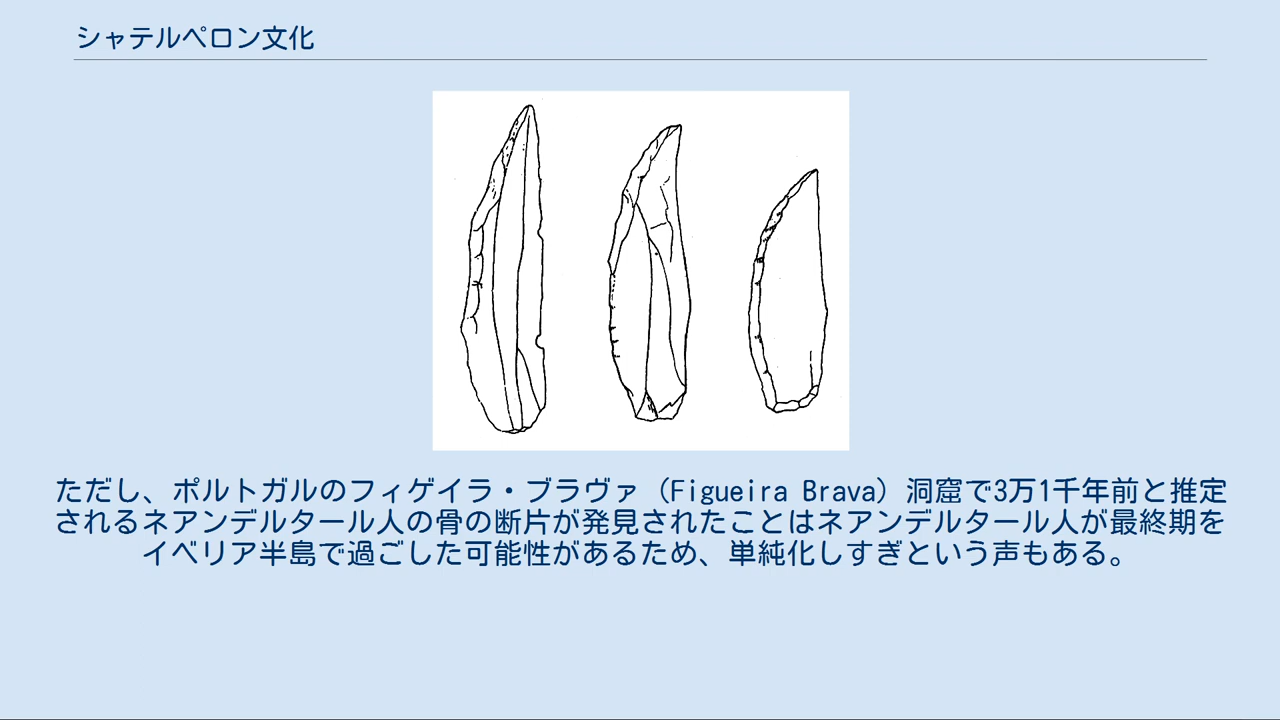 シャテルペロン文化
ただし、ポルトガルのフィゲイラ・ブラヴァ（Figueira Brava）洞窟で3万1千年前と推定
されるネアンデルタール人の骨の断片が発見されたことはネアンデルタール人が最終期を
イベリア半島で過ごした可能性があるため、単純化しすぎという声もある。